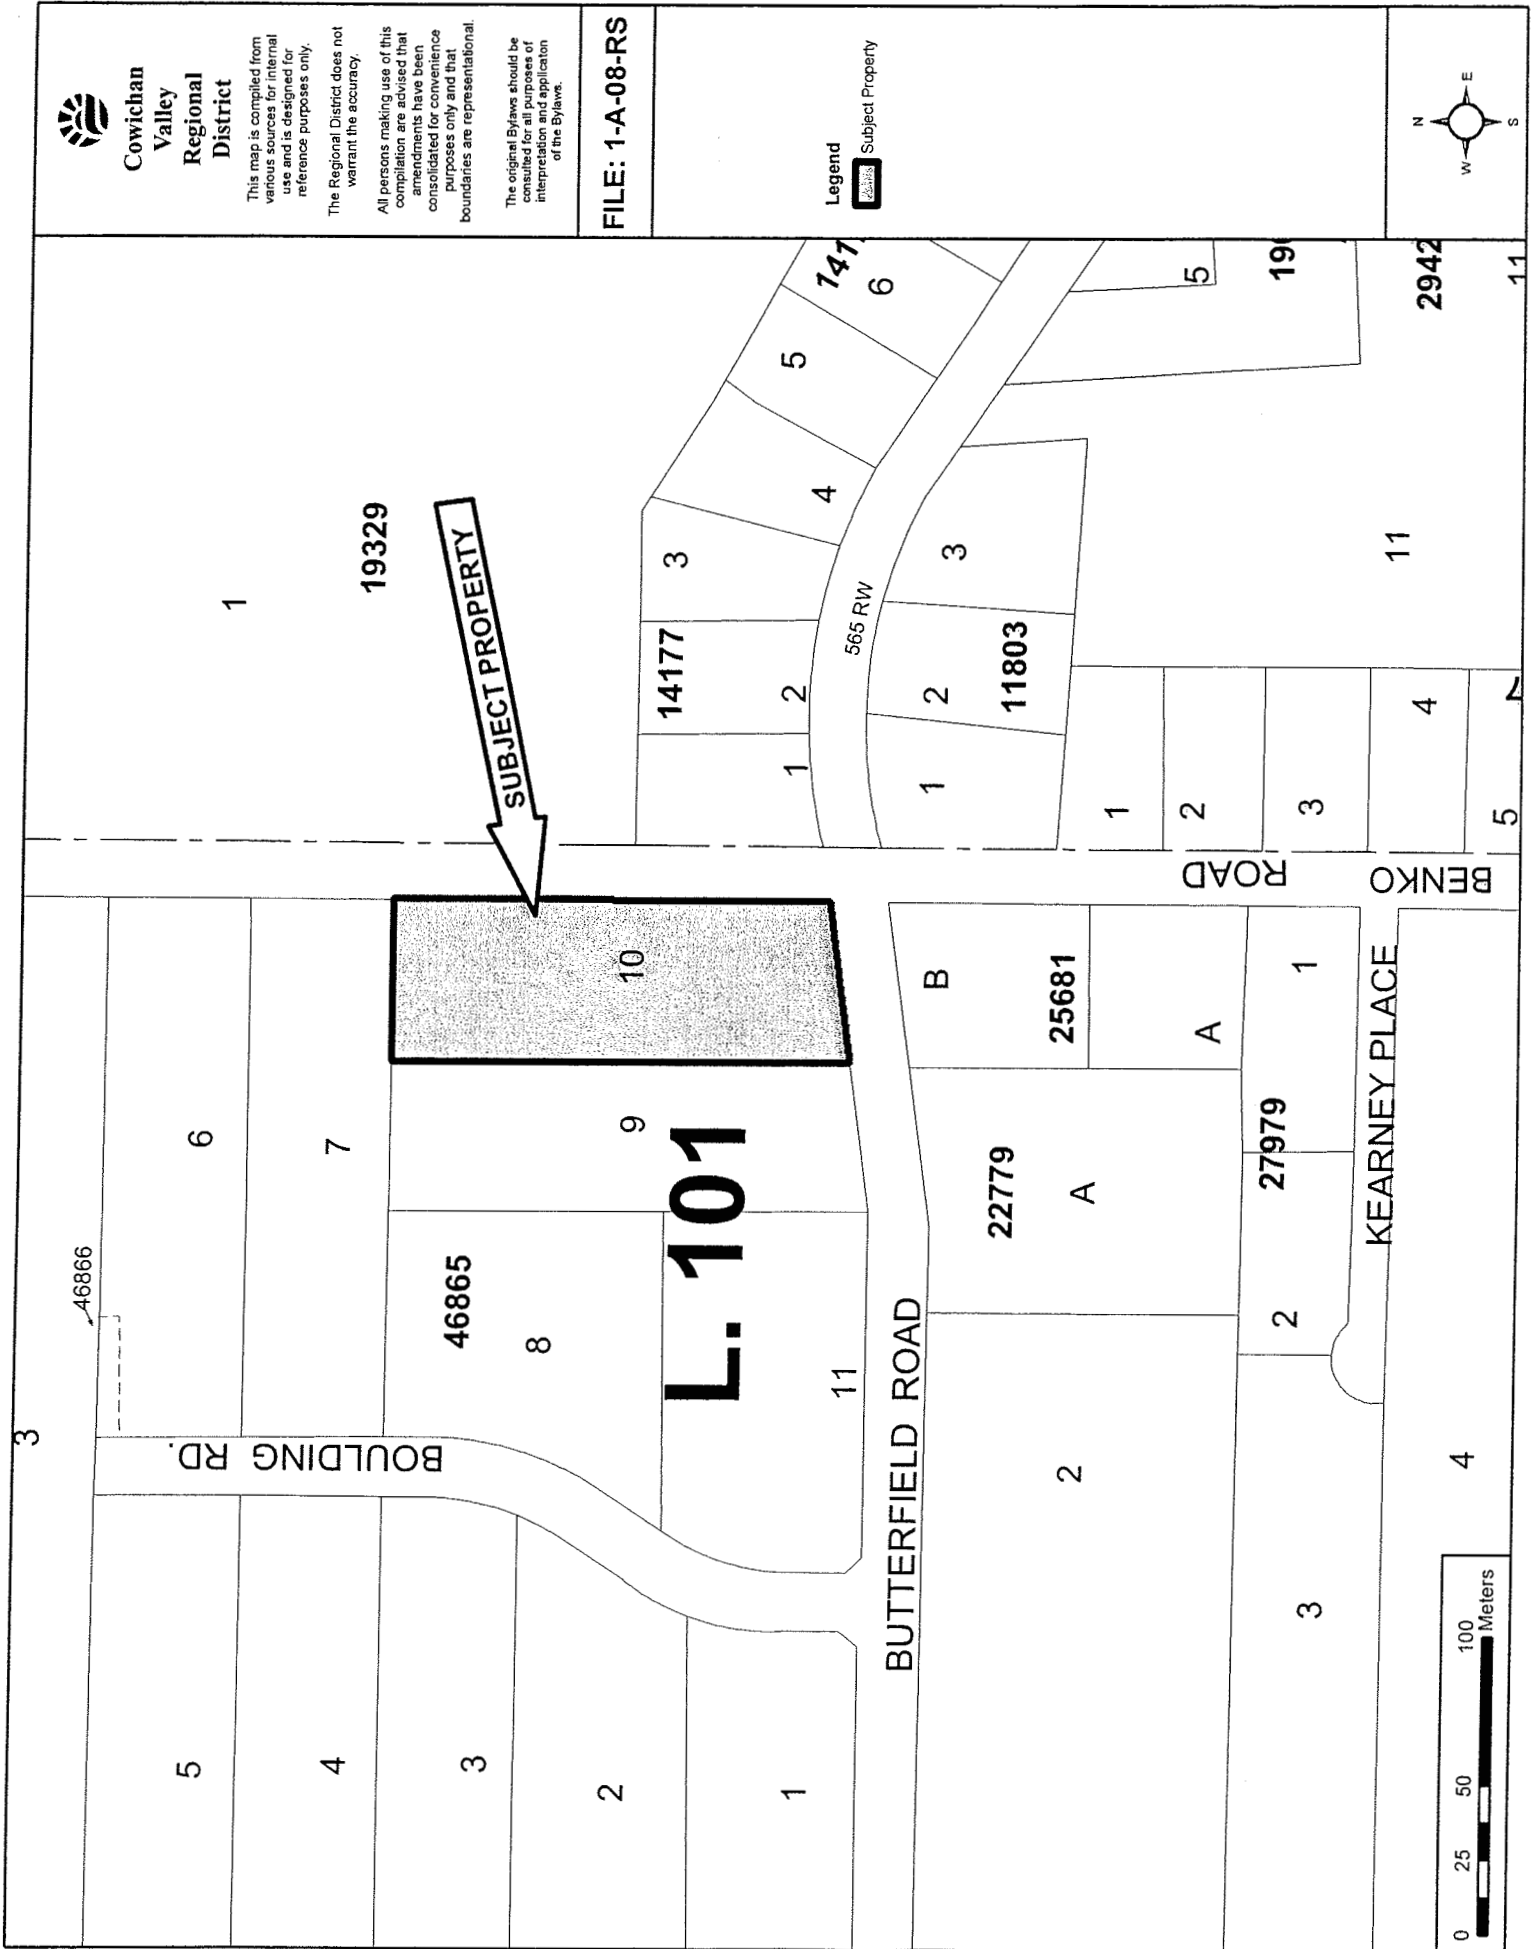 Cowichan
Valley
Regional
District
This map is compiled from
various sources for internal
use and is designed for
reference purposes only.
The Regional District does not
warrant the accuracy.
All persons making use of this
compilation are advised that
amendments have been
consolidated for convenience
purposes only and that
boundaries are representational.
The original Bylaws should be
consulted for all purposes of
interpretation and applicaton
of the Bylaws.
FILE: 1-A-08-RS
Legend
Subject Property
N
W
E
S
3
46866
5
6
1
4
7
19329
3
46865
8
SUBJECT PROPERTY
BOULDING RD.
2
9
10
L. 101
14177
3
1
11
1
2
4
5
6
141
565 RW
BUTTERFIELD ROAD
B
1
2
3
22779
25681
11803
2
A
A
1
2
5
BENKO ROAD
27979
2
1
3
19
3
KEARNEY PLACE
4
11
2942
4
5
7
11
0 25 50 100
Meters